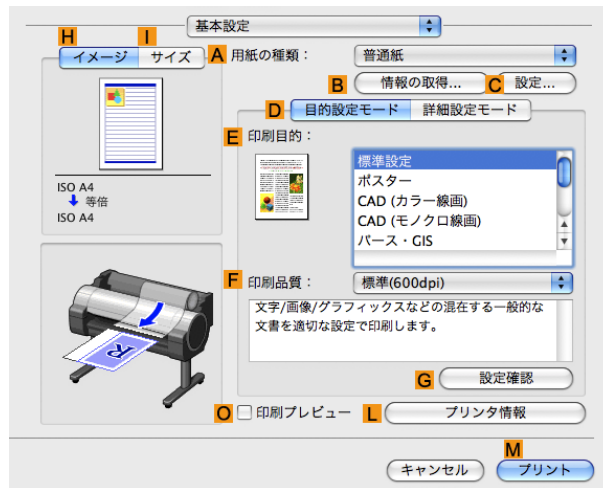 基本設定
H I
イメージ サイズ
A 用紙の種類： 普通紙
B 情報の取得... C 設定...
D 目的設定モード 詳細設定モード
E 印刷目的：
標準設定
ポスター
CAD (カラー線画)
CAD (モノクロ線画)
パース・GIS
ISO A4
等倍
ISO A4
F 印刷品質： 標準(600dpi)
文字/画像/グラフィックスなどの混在する一般的な
文書を適切な設定で印刷します。
R
G 設定確認
O 印刷プレビュー L プリンタ情報
M
キャンセル プリント